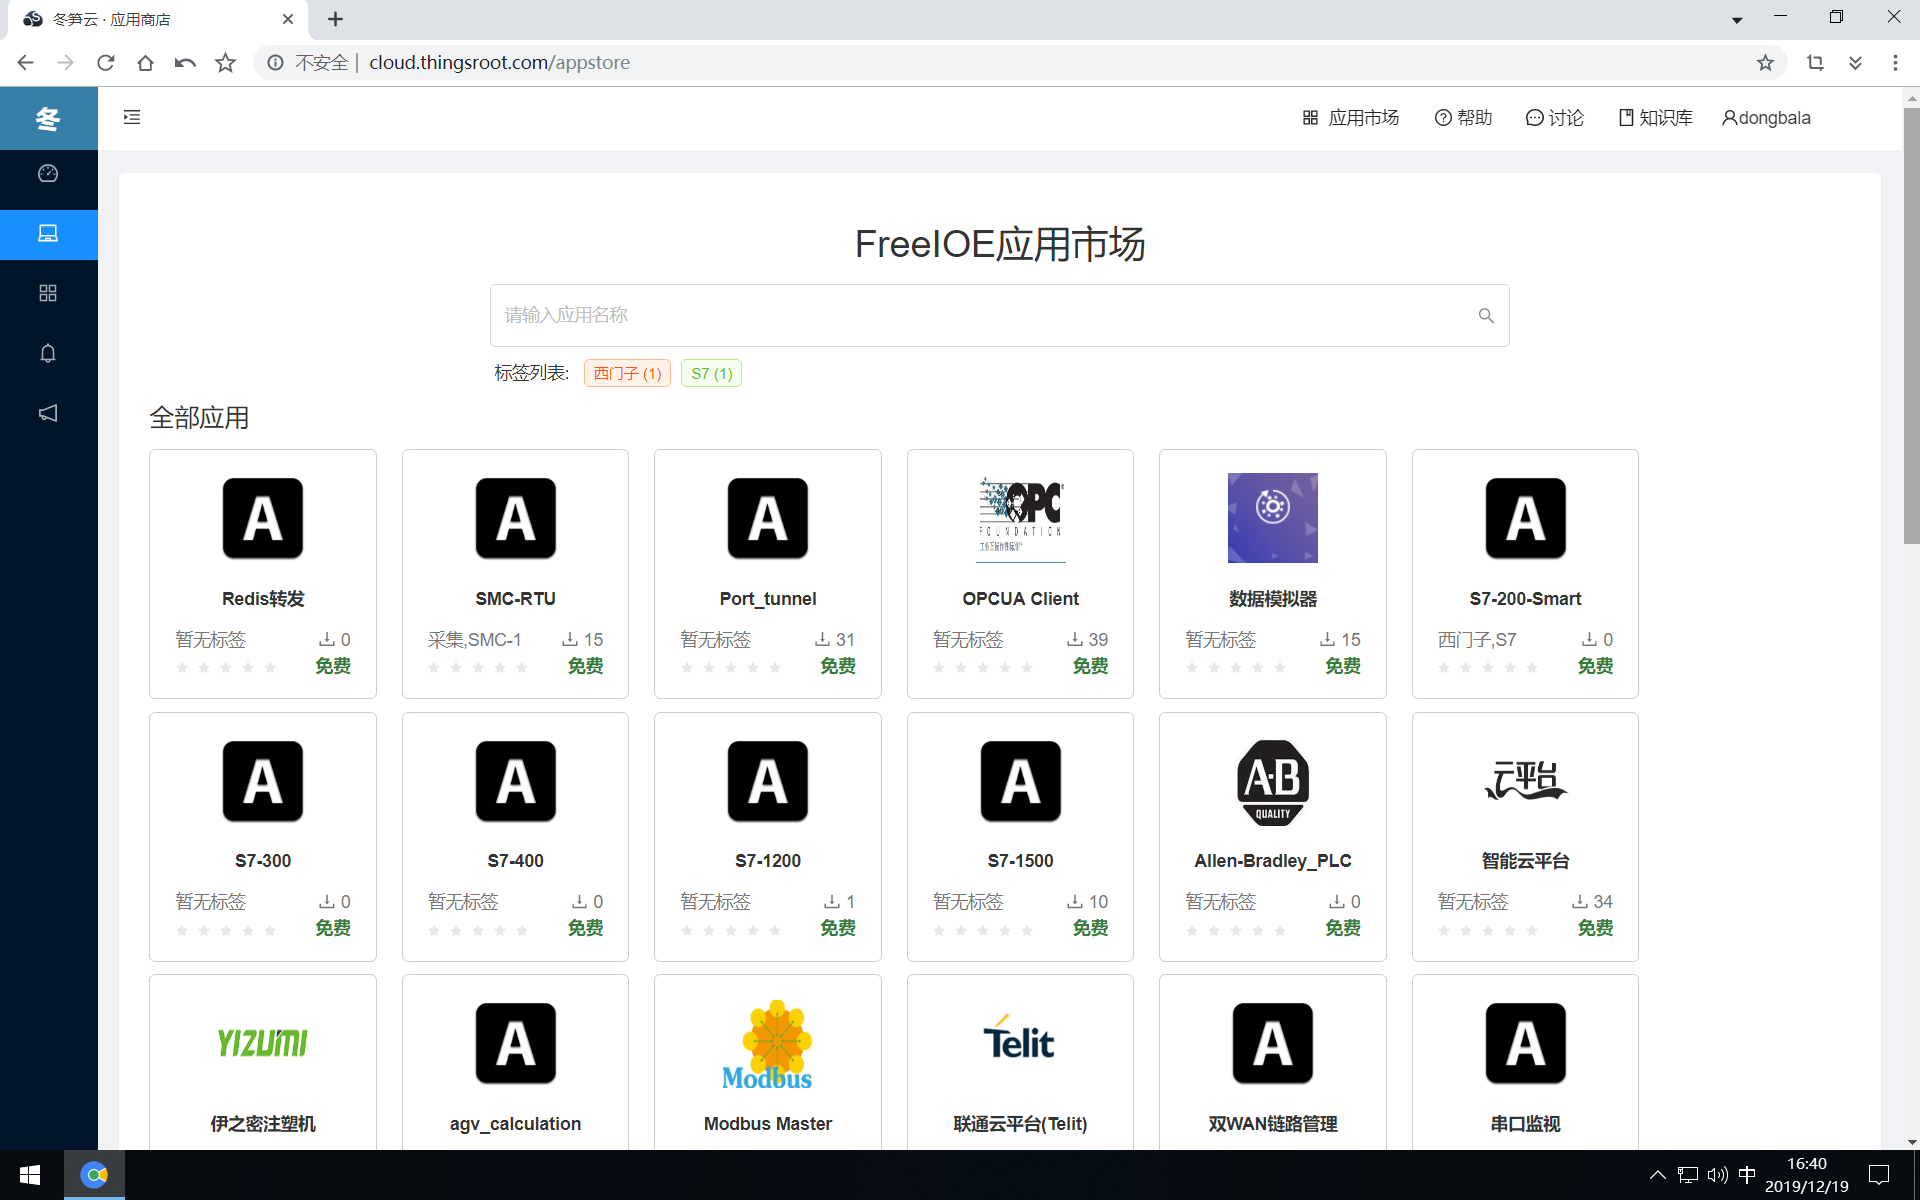 冬笋云 · 应用商店
不安全 | cloud.thingsroot.com/appstore
冬
应用市场 帮助 讨论 知识库 dongbala
FreeIOE应用市场
请输入应用名称
标签列表: 西门子 (1) S7 (1)
全部应用
A A A OPC FOUNDATION A
Redis转发 SMC-RTU Port_tunnel OPCUA Client 数据模拟器 S7-200-Smart
暂无标签 0 采集,SMC-1 15 暂无标签 31 暂无标签 39 暂无标签 15 西门子,S7 0
免费 免费 免费 免费 免费 免费
A A A A A-B QUALITY 云平台
S7-300 S7-400 S7-1200 S7-1500 Allen-Bradley_PLC 智能云平台
暂无标签 0 暂无标签 0 暂无标签 1 暂无标签 10 暂无标签 0 暂无标签 34
免费 免费 免费 免费 免费 免费
YIZUMI A Modbus Telit A A
伊之密注塑机 agv_calculation Modbus Master 联通云平台(Telit) 双WAN链路管理 串口监视
中 16:40
2019/12/19